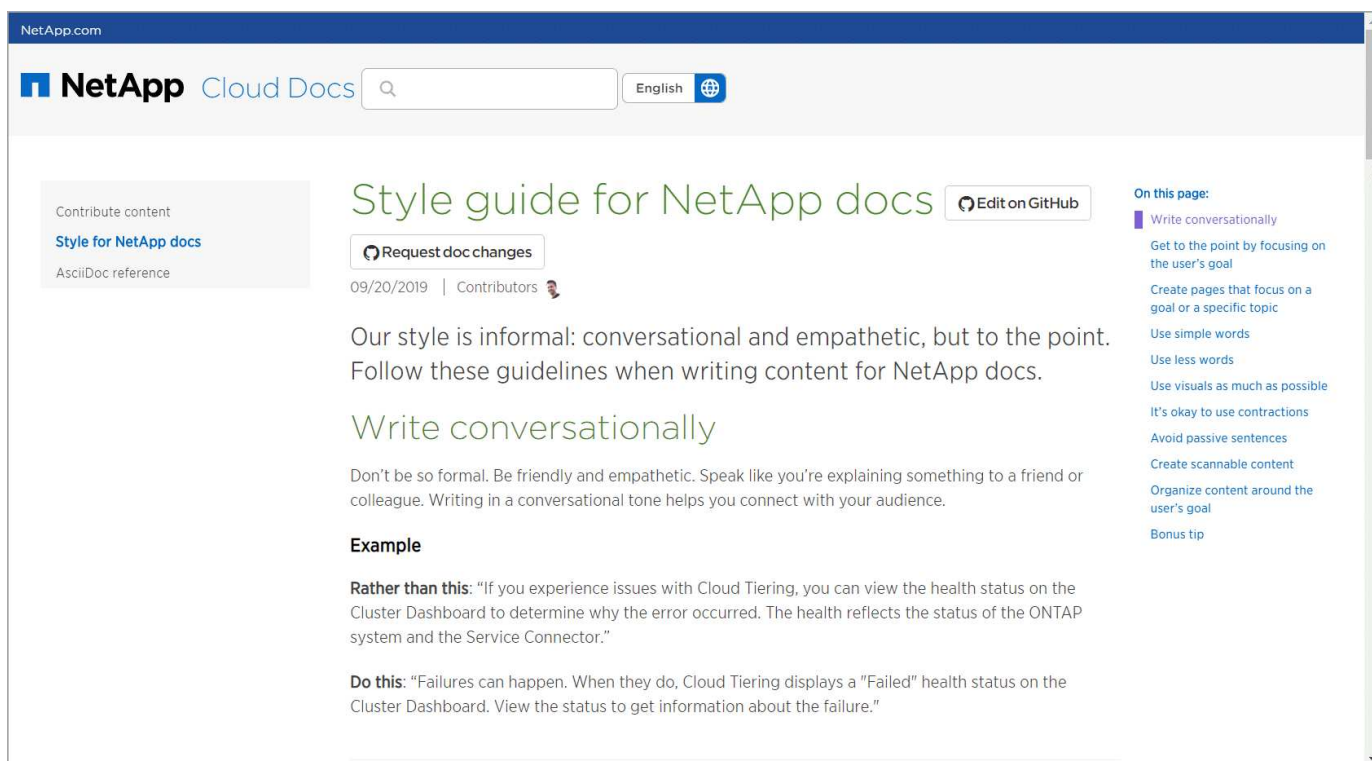 NetApp.com
NetApp Cloud Docs
English
Contribute content
Style for NetApp docs
AsciiDoc reference
Style guide for NetApp docs
Edit on GitHub
Request doc changes
09/20/2019 | Contributors
Our style is informal: conversational and empathetic, but to the point.
Follow these guidelines when writing content for NetApp docs.
Write conversationally
Don't be so formal. Be friendly and empathetic. Speak like you're explaining something to a friend or
colleague. Writing in a conversational tone helps you connect with your audience.
Example
Rather than this: “If you experience issues with Cloud Tiering, you can view the health status on the
Cluster Dashboard to determine why the error occurred. The health reflects the status of the ONTAP
system and the Service Connector.”
Do this: “Failures can happen. When they do, Cloud Tiering displays a "Failed" health status on the
Cluster Dashboard. View the status to get information about the failure."
On this page:
Write conversationally
Get to the point by focusing on
the user's goal
Create pages that focus on a
goal or a specific topic
Use simple words
Use less words
Use visuals as much as possible
It's okay to use contractions
Avoid passive sentences
Create scannable content
Organize content around the
user's goal
Bonus tip